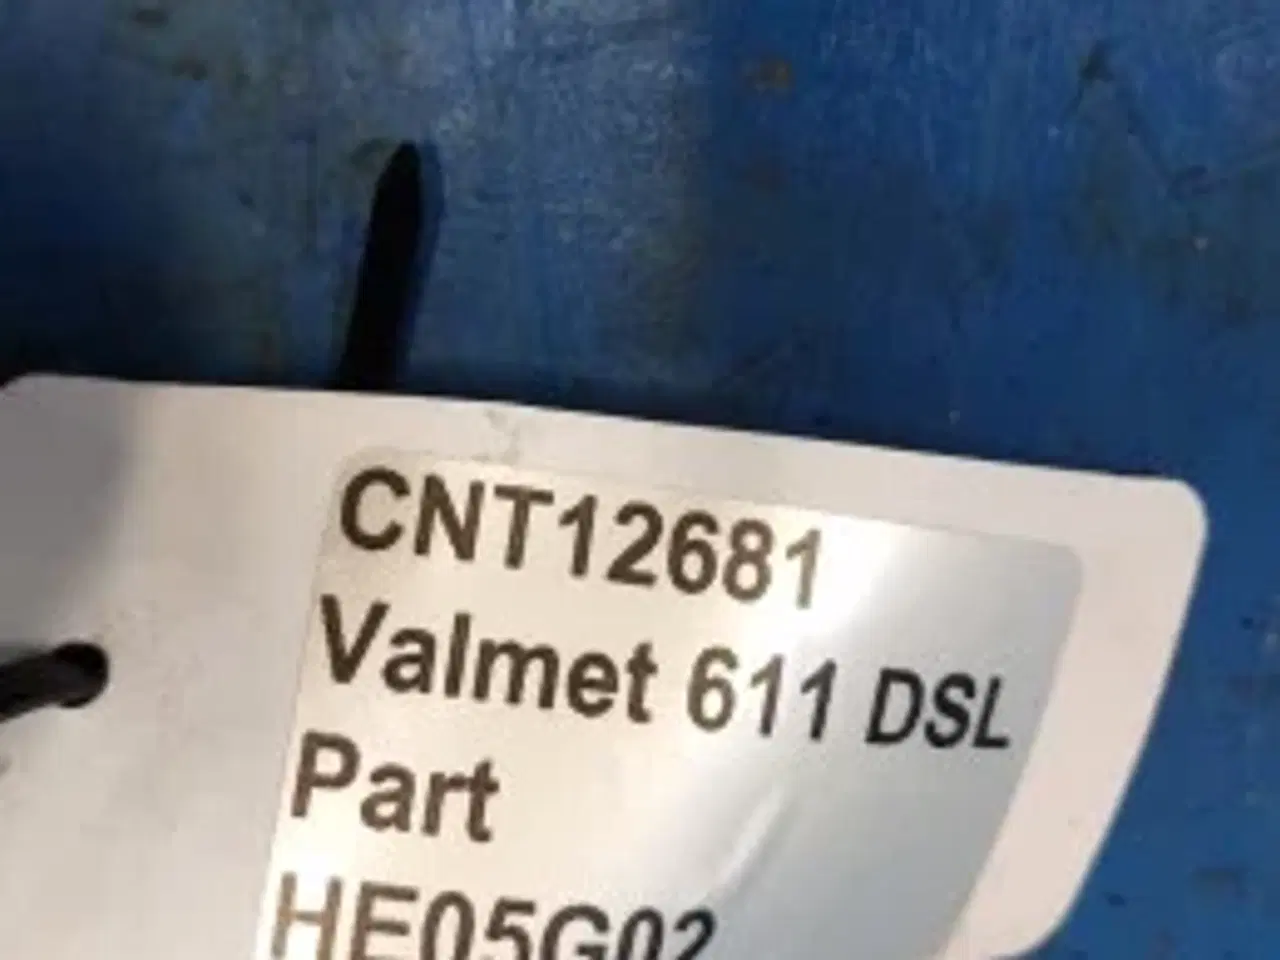 CNT12681
Valmet 611 DSL
Part
HE05G02